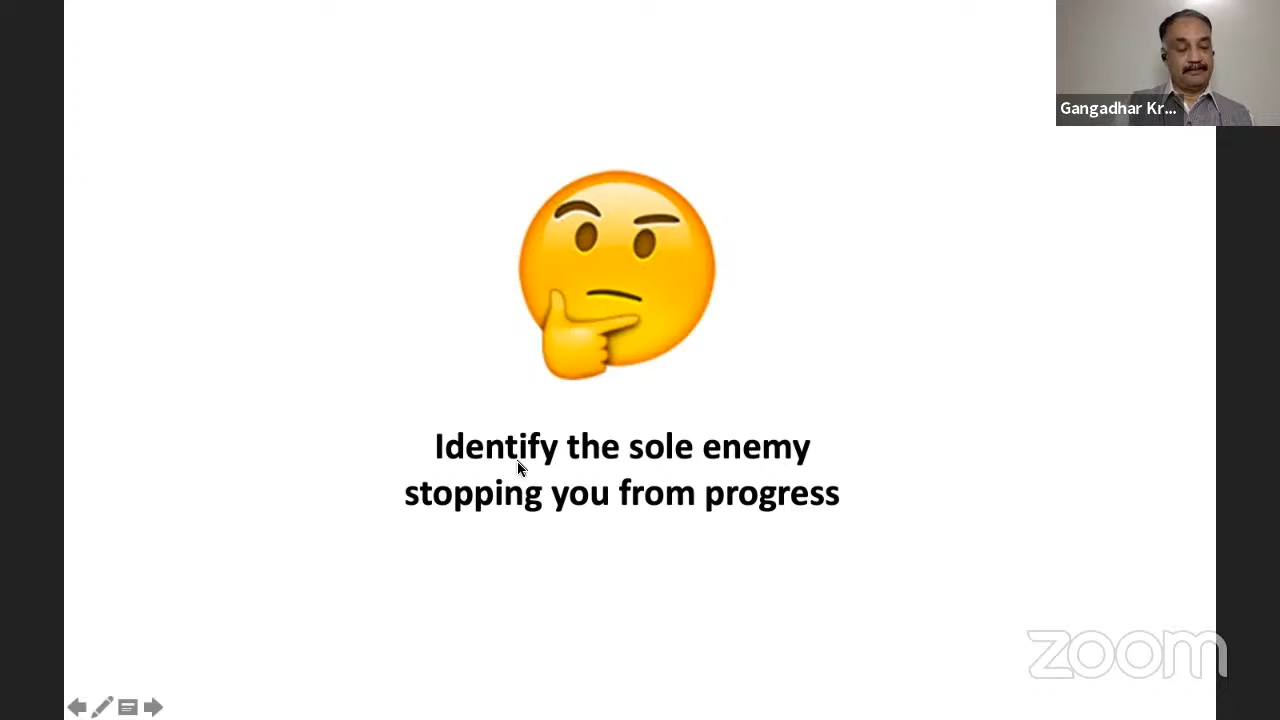 Gangadhar Kr...
Identify the sole enemy
stopping you from progress
zoom